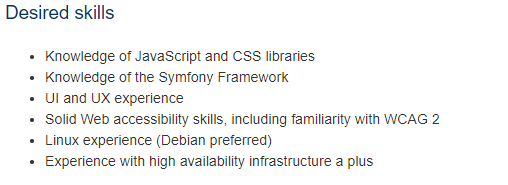 Desired skills
• Knowledge of JavaScript and CSS libraries
• Knowledge of the Symfony Framework
• UI and UX experience
• Solid Web accessibility skills, including familiarity with WCAG 2
• Linux experience (Debian preferred)
• Experience with high availability infrastructure a plus